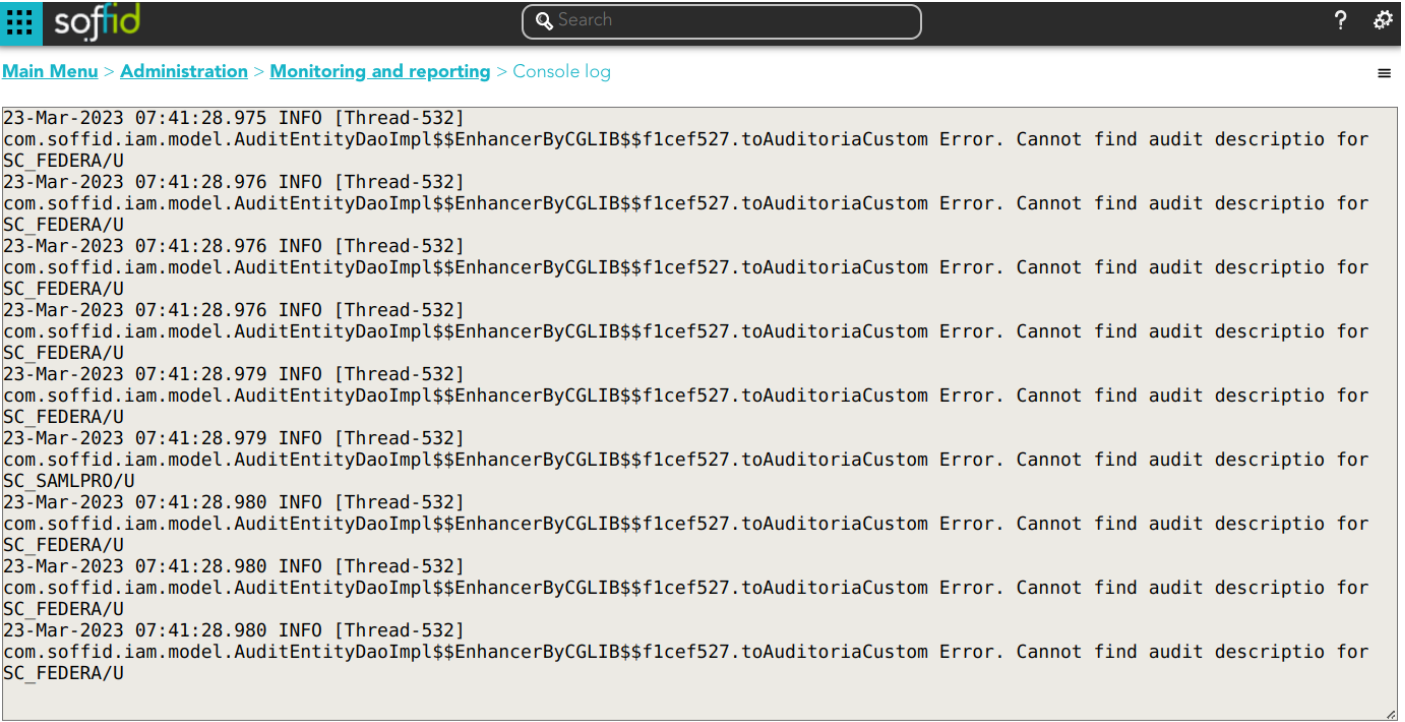 soffid
Search
?
Main Menu > Administration > Monitoring and reporting > Console log
23-Mar-2023 07:41:28.975 INFO [Thread-532]
com.soffid.iam.model.AuditEntityDaoImpl$$EnhancerByCGLIB$$f1cef527.toAuditoriaCustom Error. Cannot find audit descriptio for
SC_FEDERA/U
23-Mar-2023 07:41:28.976 INFO [Thread-532]
com.soffid.iam.model.AuditEntityDaoImpl$$EnhancerByCGLIB$$f1cef527.toAuditoriaCustom Error. Cannot find audit descriptio for
SC_FEDERA/U
23-Mar-2023 07:41:28.976 INFO [Thread-532]
com.soffid.iam.model.AuditEntityDaoImpl$$EnhancerByCGLIB$$f1cef527.toAuditoriaCustom Error. Cannot find audit descriptio for
SC_FEDERA/U
23-Mar-2023 07:41:28.976 INFO [Thread-532]
com.soffid.iam.model.AuditEntityDaoImpl$$EnhancerByCGLIB$$f1cef527.toAuditoriaCustom Error. Cannot find audit descriptio for
SC_FEDERA/U
23-Mar-2023 07:41:28.979 INFO [Thread-532]
com.soffid.iam.model.AuditEntityDaoImpl$$EnhancerByCGLIB$$f1cef527.toAuditoriaCustom Error. Cannot find audit descriptio for
SC_FEDERA/U
23-Mar-2023 07:41:28.979 INFO [Thread-532]
com.soffid.iam.model.AuditEntityDaoImpl$$EnhancerByCGLIB$$f1cef527.toAuditoriaCustom Error. Cannot find audit descriptio for
SC_SAMLPRO/U
23-Mar-2023 07:41:28.980 INFO [Thread-532]
com.soffid.iam.model.AuditEntityDaoImpl$$EnhancerByCGLIB$$f1cef527.toAuditoriaCustom Error. Cannot find audit descriptio for
SC_FEDERA/U
23-Mar-2023 07:41:28.980 INFO [Thread-532]
com.soffid.iam.model.AuditEntityDaoImpl$$EnhancerByCGLIB$$f1cef527.toAuditoriaCustom Error. Cannot find audit descriptio for
SC_FEDERA/U
23-Mar-2023 07:41:28.980 INFO [Thread-532]
com.soffid.iam.model.AuditEntityDaoImpl$$EnhancerByCGLIB$$f1cef527.toAuditoriaCustom Error. Cannot find audit descriptio for
SC_FEDERA/U